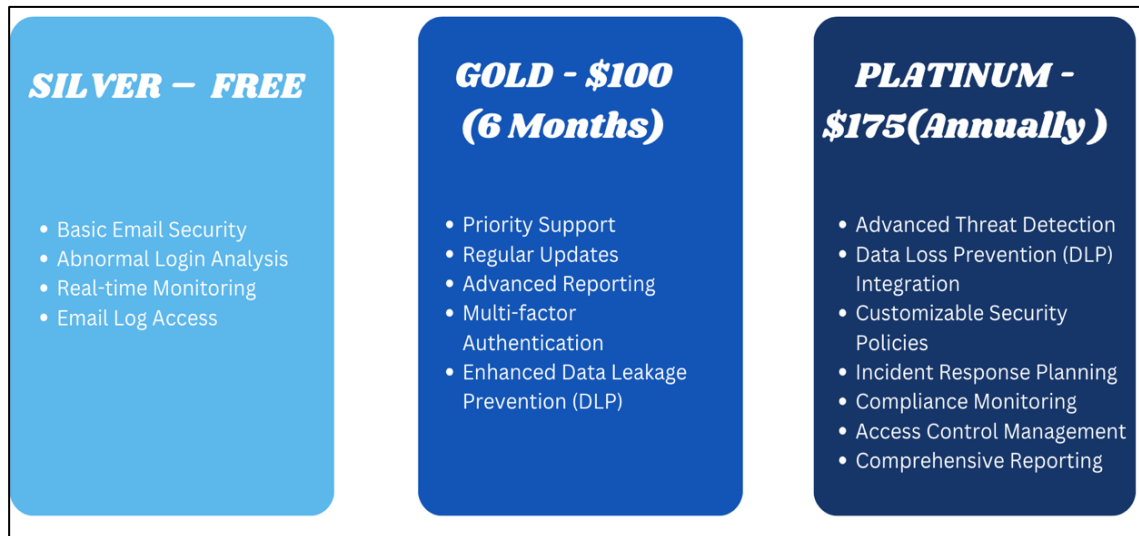 SILVER – FREE
• Basic Email Security
• Abnormal Login Analysis
• Real-time Monitoring
• Email Log Access
GOLD - $100
(6 Months)
• Priority Support
• Regular Updates
• Advanced Reporting
• Multi-factor
Authentication
• Enhanced Data Leakage
Prevention (DLP)
PLATINUM -
$175(Annually)
• Advanced Threat Detection
• Data Loss Prevention (DLP)
Integration
• Customizable Security
Policies
• Incident Response Planning
• Compliance Monitoring
• Access Control Management
• Comprehensive Reporting